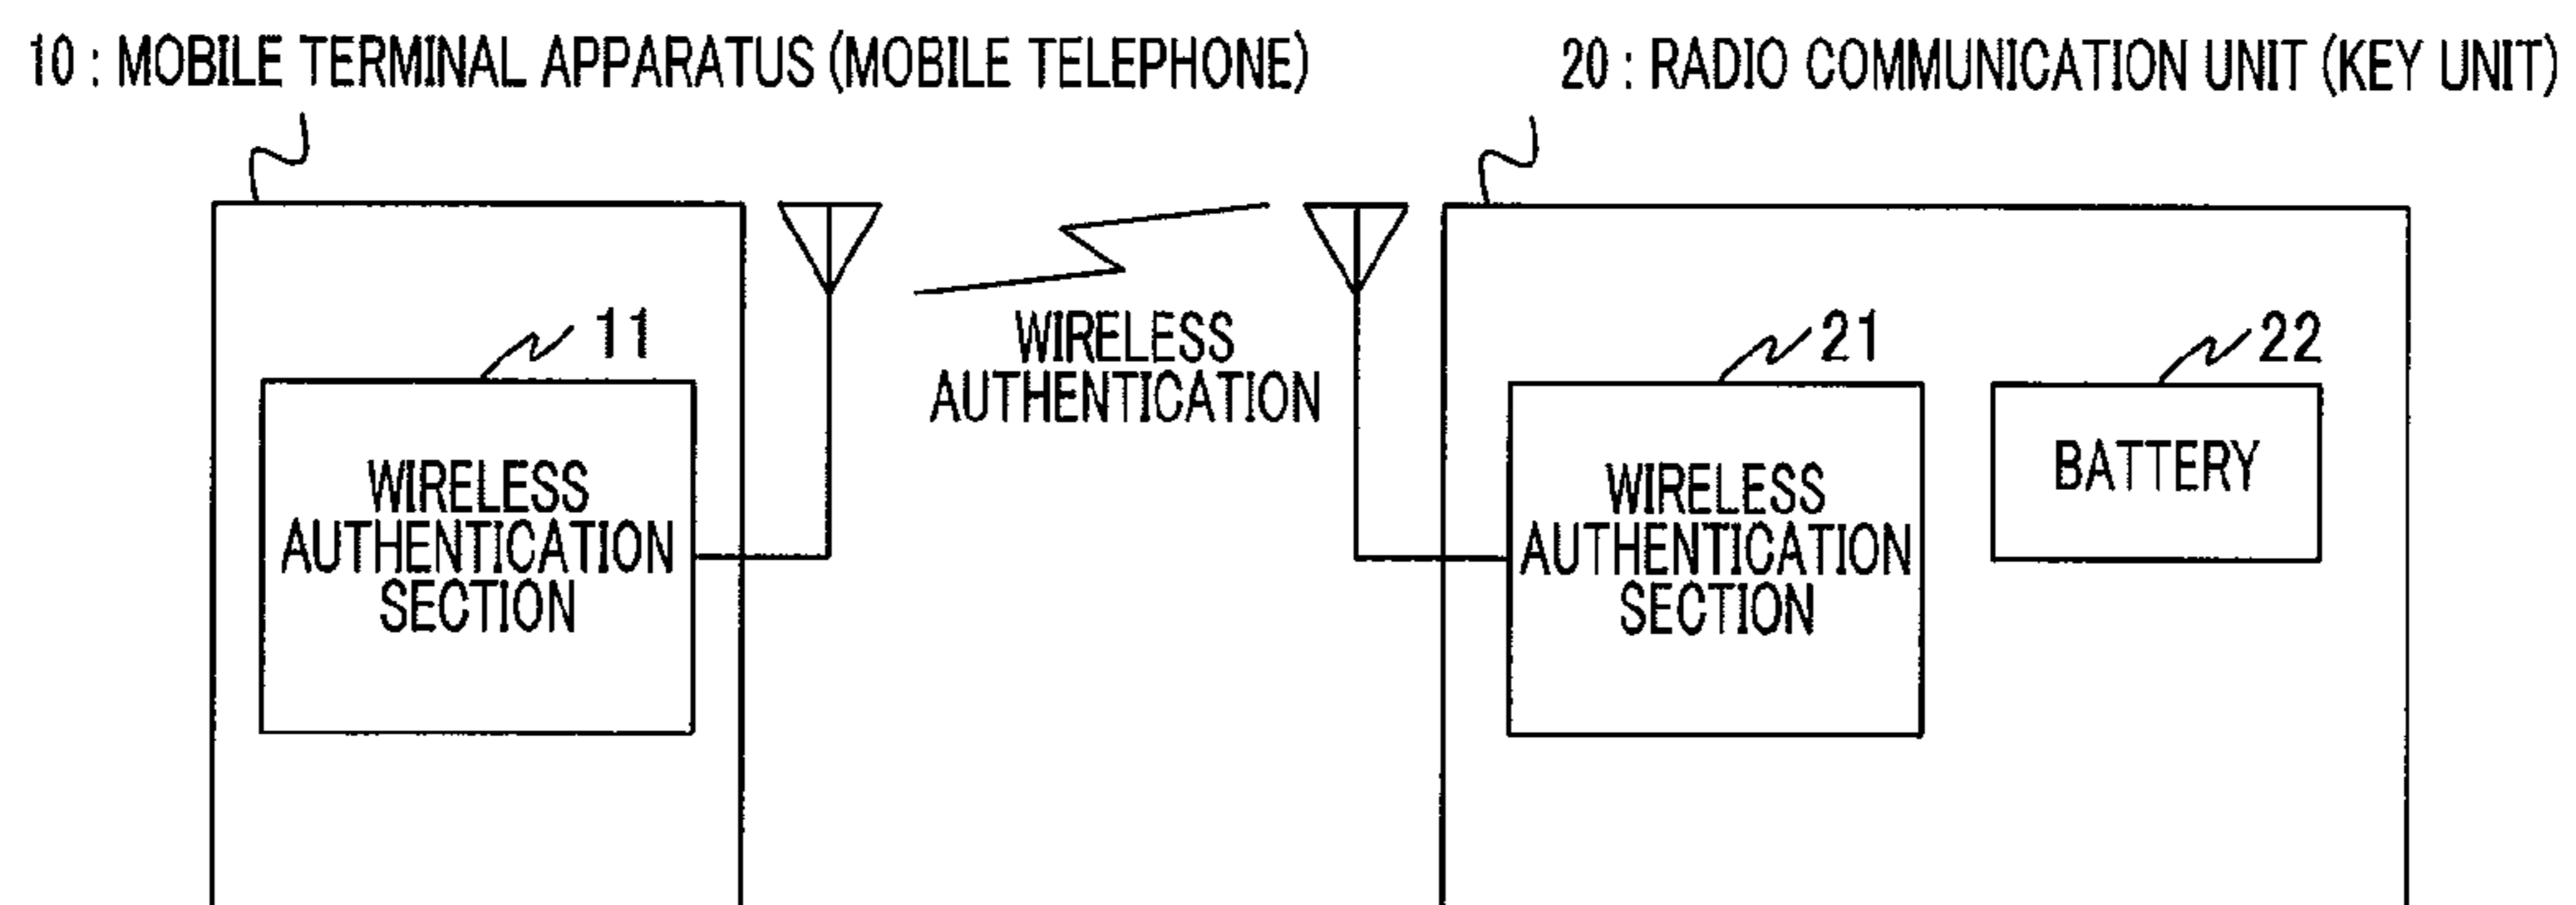 10 : MOBILE TERMINAL APPARATUS (MOBILE TELEPHONE)
20 : RADIO COMMUNICATION UNIT (KEY UNIT)
11
WIRELESS
AUTHENTICATION
SECTION
WIRELESS
AUTHENTICATION
21
WIRELESS
AUTHENTICATION
SECTION
22
BATTERY